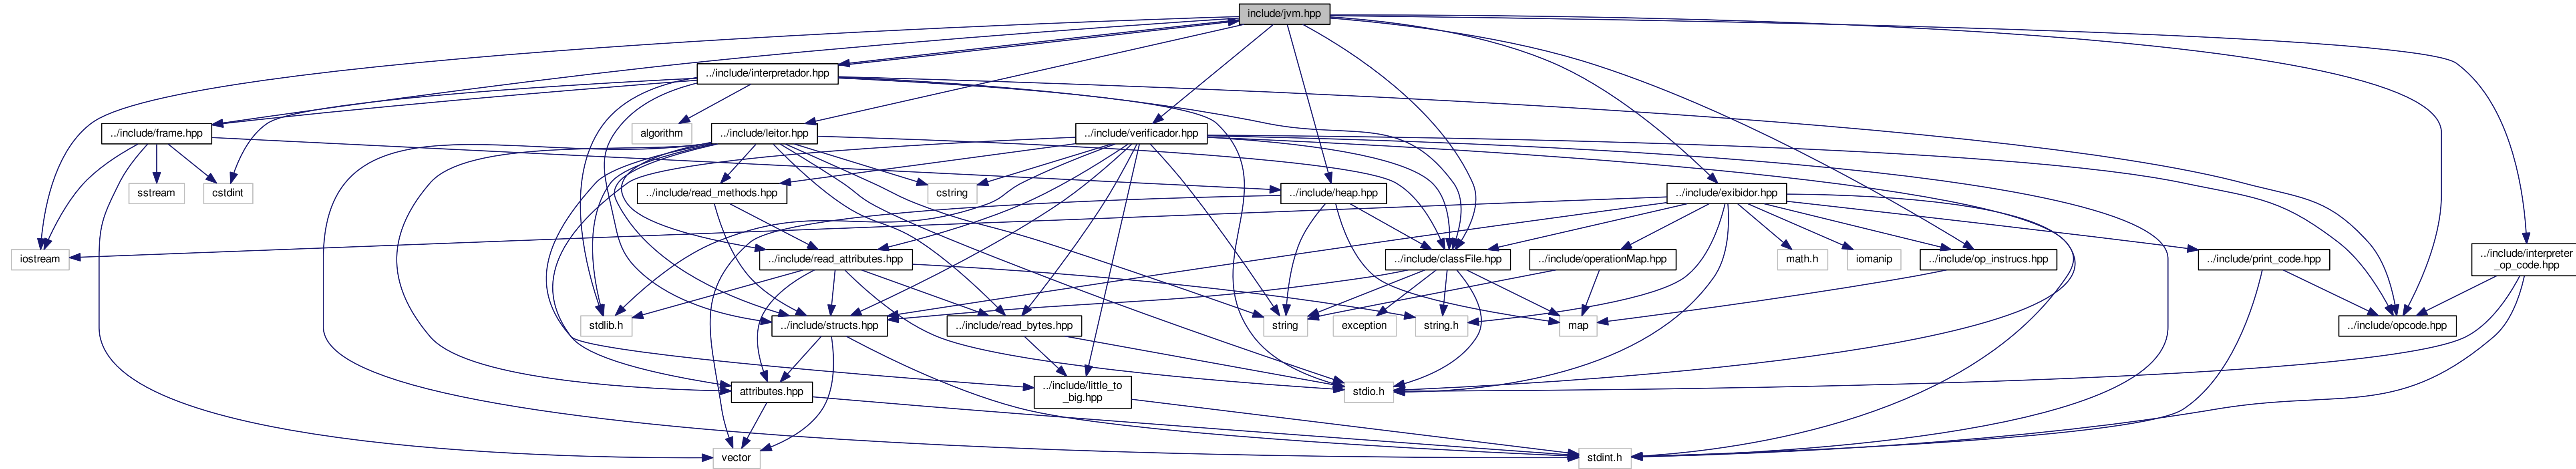 include/jvm.hpp
../include/interpretador.hpp
../include/frame.hpp
algorithm
../include/leitor.hpp
../include/verificador.hpp
sstream
cstdint
../include/read_methods.hpp
cstring
../include/heap.hpp
../include/exibidor.hpp
iostream
../include/read_attributes.hpp
../include/classFile.hpp
../include/operationMap.hpp
math.h
iomanip
../include/op_instrucs.hpp
../include/print_code.hpp
../include/interpreter
_op_code.hpp
stdlib.h
../include/structs.hpp
../include/read_bytes.hpp
string
exception
string.h
map
../include/opcode.hpp
attributes.hpp
../include/little_to
_big.hpp
stdio.h
vector
stdint.h